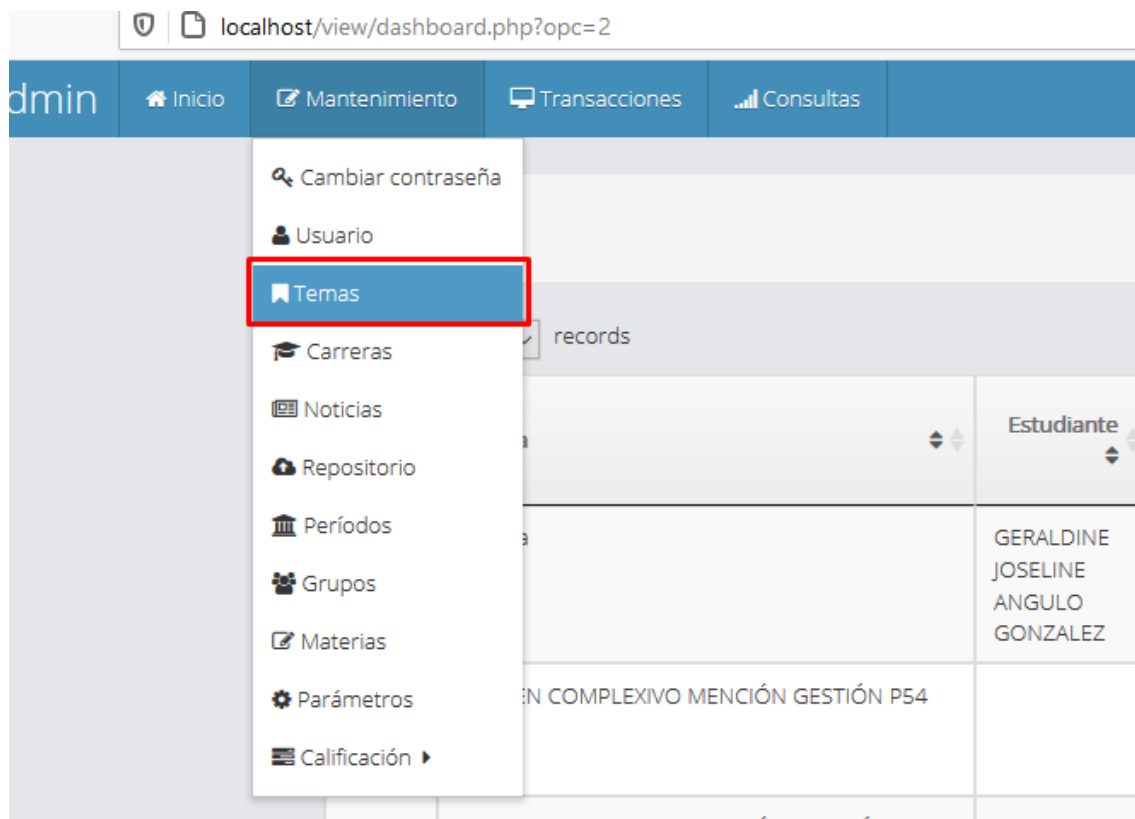 localhost/view/dashboard.php?opc=2
dmin
Inicio
Mantenimiento
Transacciones
Consultas
Cambiar contraseña
Usuario
Temas
Carreras
Noticias
Repositorio
Períodos
Grupos
Materias
Parámetros
Calificación
records
a
Estudiante
a
GERALDINE
JOSELINE
ANGULO
GONZALEZ
EN COMPLEXIVO MENCIÓN GESTIÓN P54